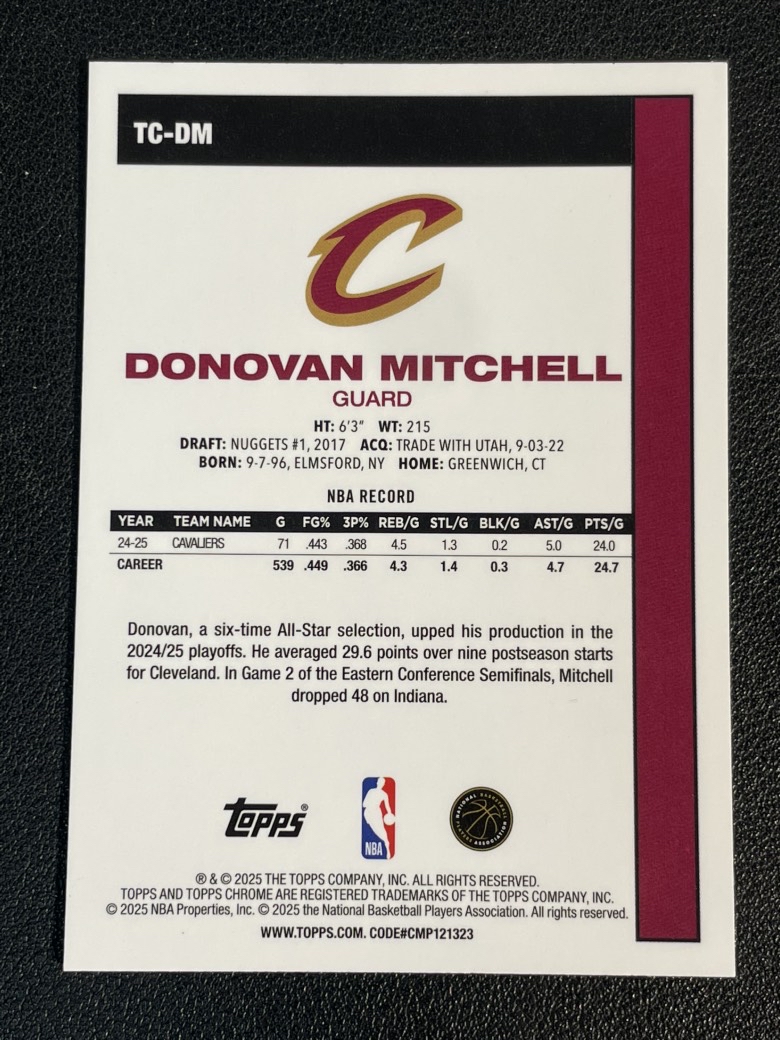 TC-DM
DONOVAN MITCHELL
GUARD
HT: 6'3" WT: 215
DRAFT: NUGGETS #1, 2017 ACQ: TRADE WITH UTAH, 9-03-22
BORN: 9-7-96, ELMSFORD, NY HOME: GREENWICH, CT
NBA RECORD
YEAR TEAM NAME G FG% 3P% REB/G STL/G BLK/G AST/G PTS/G
24-25 CAVALIERS 71 .443 .368 4.5 1.3 0.2 5.0 24.0
CAREER 539 .449 .366 4.3 1.4 0.3 4.7 24.7
Donovan, a six-time All-Star selection, upped his production in the
2024/25 playoffs. He averaged 29.6 points over nine postseason starts
for Cleveland. In Game 2 of the Eastern Conference Semifinals, Mitchell
dropped 48 on Indiana.
topps®
NBA
NATIONAL BASKETBALL PLAYERS ASSOCIATION
® & © 2025 THE TOPPS COMPANY, INC. ALL RIGHTS RESERVED.
TOPPS AND TOPPS CHROME ARE REGISTERED TRADEMARKS OF THE TOPPS COMPANY, INC.
© 2025 NBA Properties, Inc. © 2025 the National Basketball Players Association. All rights reserved.
WWW.TOPPS.COM. CODE#CMP121323